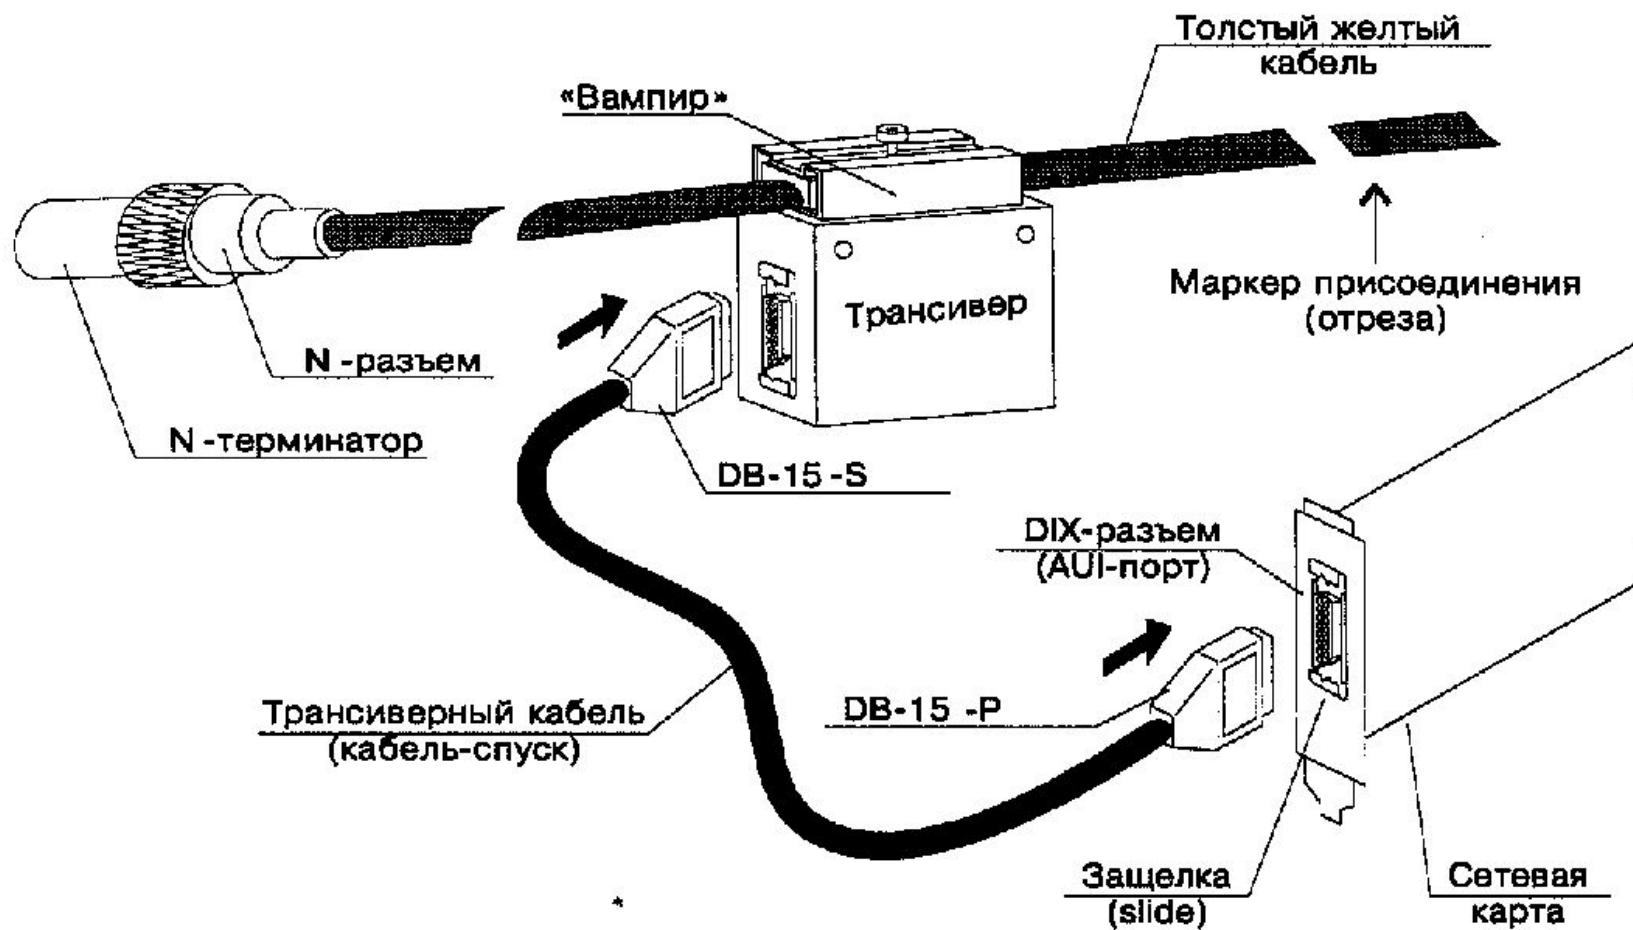 Толстый желтый
кабель
«Вампир»
Маркер присоединения
(отреза)
Трансивер
N-разъем
N-терминатор
DB-15-S
DIX-разъем
(AUI-порт)
Трансиверный кабель
(кабель-спуск)
DB-15 -P
Защелка
(slide)
Сетевая
карта